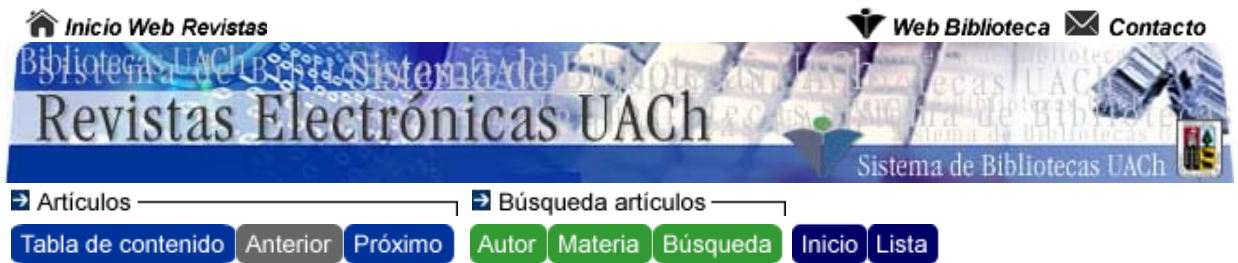 Inicio Web Revistas
Web Biblioteca Contacto
Revistas Electrónicas UACh
Sistema de Bibliotecas UACh
Artículos
Búsqueda artículos
Tabla de contenido Anterior Próximo Autor Materia Búsqueda Inicio Lista